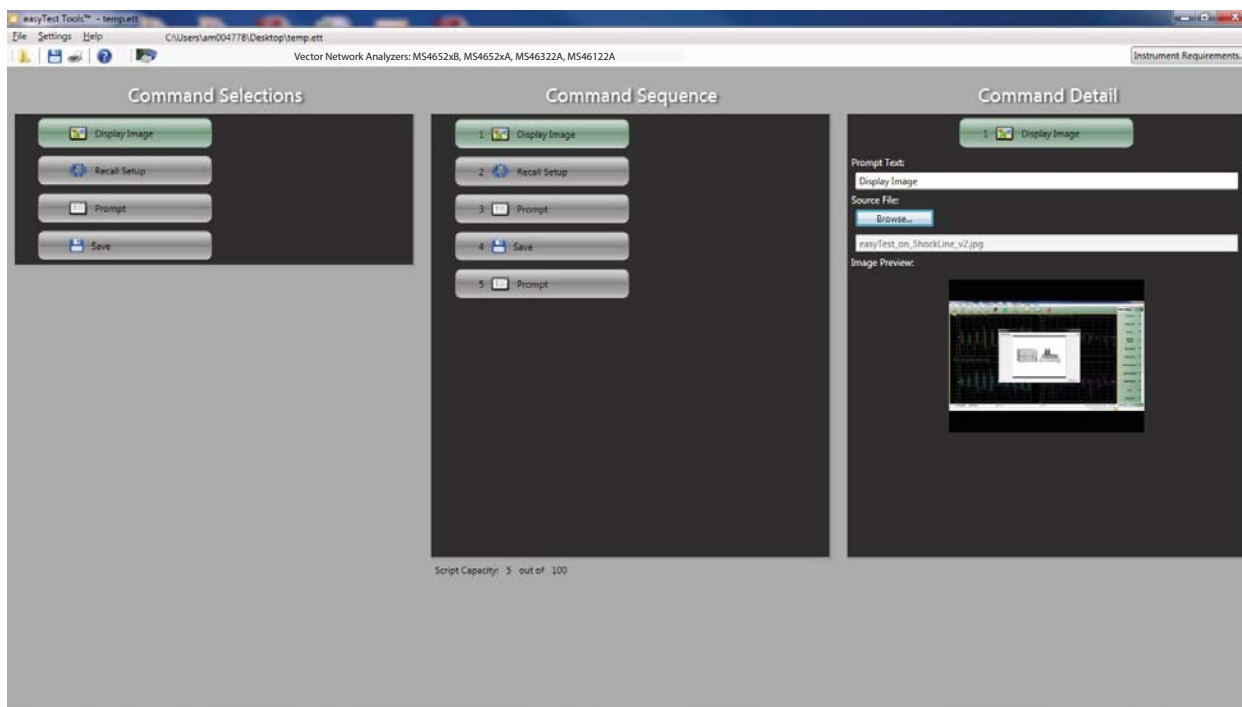 easyTest Tools™ - temp.ett
File Settings Help C:\Users\am004778\Desktop\temp.ett
Vector Network Analyzers: MS4652xB, MS4652xA, MS46322A, MS46122A
Instrument Requirements...
Command Selections
Display Image
Recall Setup
Prompt
Save
Command Sequence
1 Display Image
2 Recall Setup
3 Prompt
4 Save
5 Prompt
Script Capacity: 5 out of 100
Command Detail
1 Display Image
Prompt Text:
Display Image
Source File:
Browse...
easyTest_on_ShockLine_v2.jpg
Image Preview: